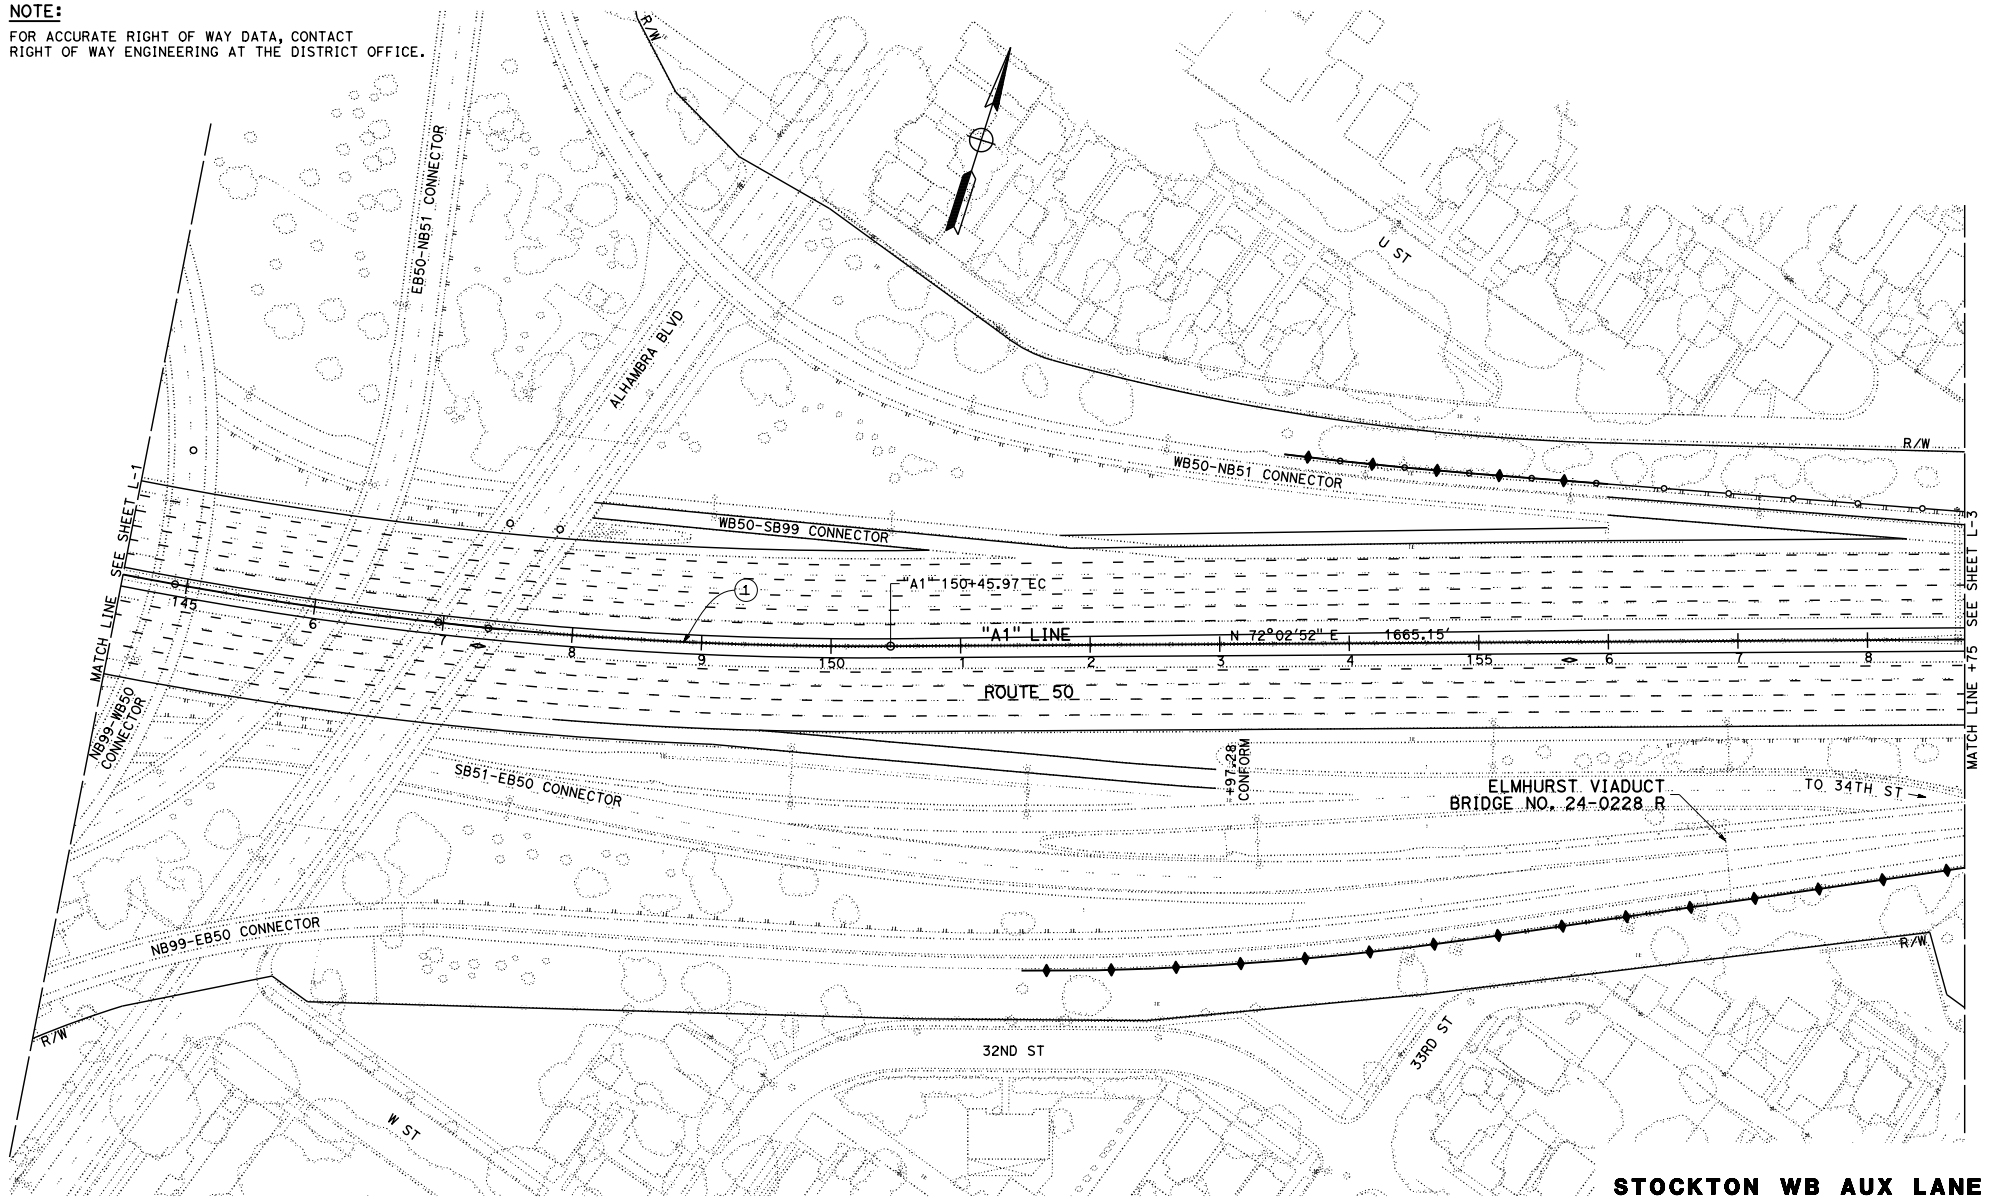 NOTE:
FOR ACCURATE RIGHT OF WAY DATA, CONTACT
RIGHT OF WAY ENGINEERING AT THE DISTRICT OFFICE.
R/W
EB50-NB51 CONNECTOR
ALHAMBRA BLVD
U ST
R/W
WB50-NB51 CONNECTOR
WB50-SB99 CONNECTOR
MATCH LINE SEE SHEET L-1
1
"A1" 150+45.97 EC
"A1" LINE
N 72°02'52" E 1665.15'
145
6
7
8
9
150
1
2
3
4
155
6
7
8
ROUTE 50
MATCH LINE +75 SEE SHEET L-3
NB99-WB50
CONNECTOR
SB51-EB50 CONNECTOR
+97.28
CONFORM
ELMHURST VIADUCT
BRIDGE NO. 24-0228 R
TO 34TH ST
NB99-EB50 CONNECTOR
R/W
R/W
32ND ST
33RD ST
W ST
STOCKTON WB AUX LANE